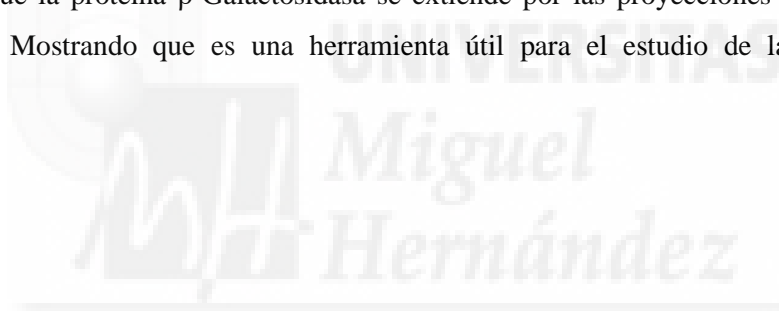 ue la proteína β-Galactosidasa se extiende por las proyecciones
Mostrando que es una herramienta útil para el estudio de la
UNIVERSITAS
Miguel
Hernández